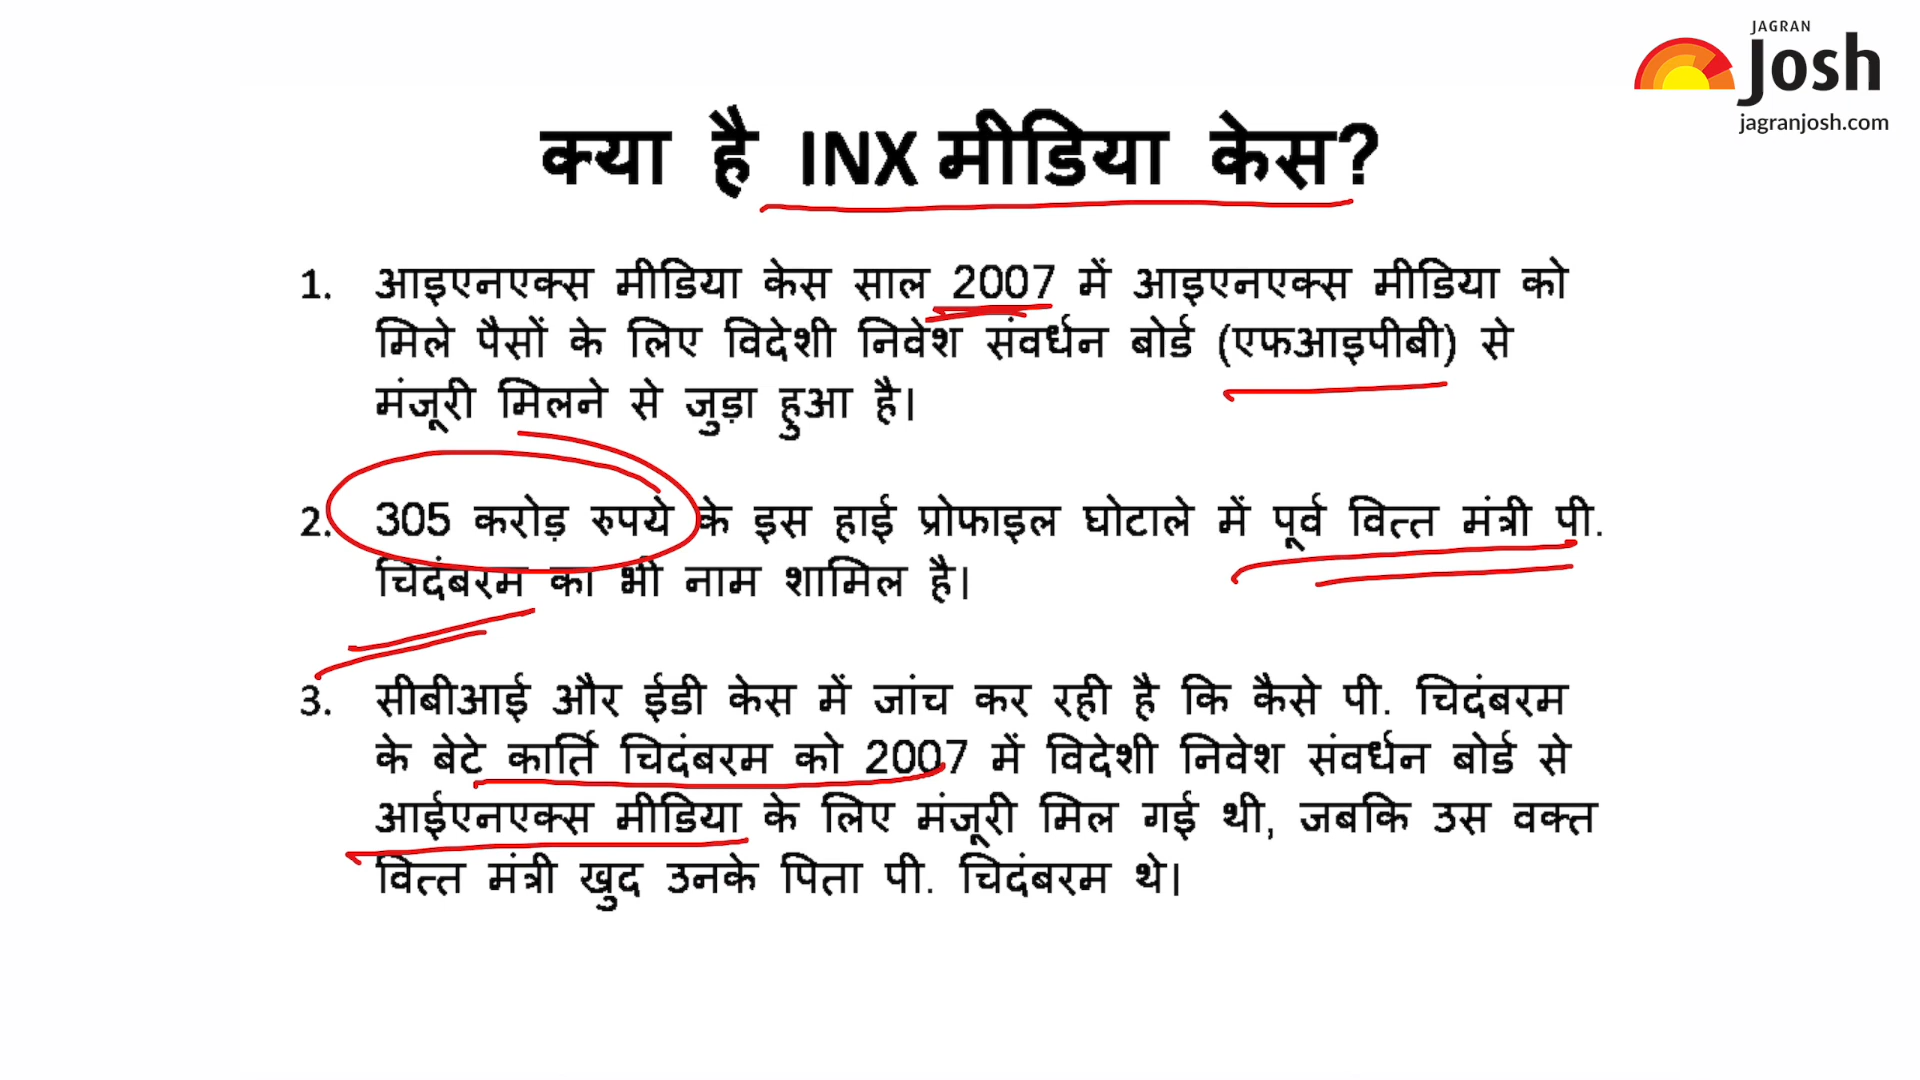 JAGRAN
Josh
jagranjosh.com
क्या है INX मीडिया केस?
1. आइएनएक्स मीडिया केस साल 2007 में आइएनएक्स मीडिया को
मिले पैसों के लिए विदेशी निवेश संवर्धन बोर्ड (एफआइपीबी) से
मंजूरी मिलने से जुड़ा हुआ है।
2. 305 करोड़ रुपये के इस हाई प्रोफाइल घोटाले में पूर्व वित्त मंत्री पी.
चिदंबरम का भी नाम शामिल है।
3. सीबीआई और ईडी केस में जांच कर रही है कि कैसे पी. चिदंबरम
के बेटे कार्ति चिदंबरम को 2007 में विदेशी निवेश संवर्धन बोर्ड से
आईएनएक्स मीडिया के लिए मंजूरी मिल गई थी, जबकि उस वक्त
वित्त मंत्री खुद उनके पिता पी. चिदंबरम थे।